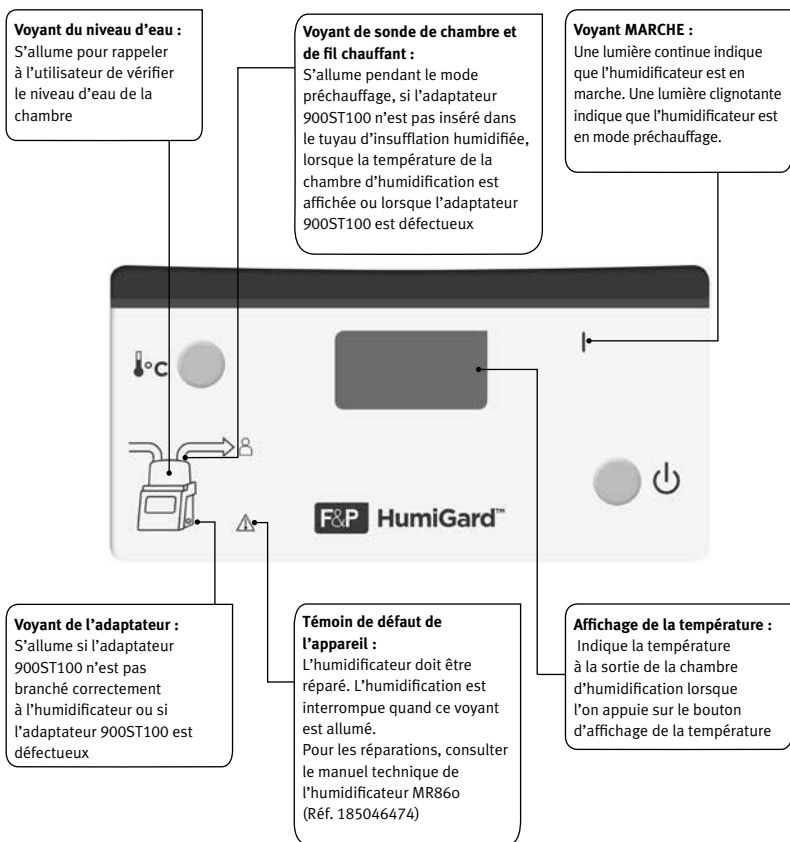 Voyant du niveau d'eau :
S'allume pour rappeler
à l'utilisateur de vérifier
le niveau d'eau de la
chambre
Voyant de sonde de chambre et
de fil chauffant :
S'allume pendant le mode
préchauffage, si l'adaptateur
900ST100 n'est pas inséré dans
le tuyau d'insufflation humidifiée,
lorsque la température de la
chambre d'humidification est
affichée ou lorsque l'adaptateur
900ST100 est défectueux
Voyant MARCHE :
Une lumière continue indique
que l'humidificateur est en
marche. Une lumière clignotante
indique que l'humidificateur est
en mode préchauffage.
°C
F&P HumiGard™
Voyant de l'adaptateur :
S'allume si l'adaptateur
900ST100 n'est pas
branché correctement
à l'humidificateur ou si
l'adaptateur 900ST100 est
défectueux
Témoin de défaut de
l'appareil :
L'humidificateur doit être
réparé. L'humidification est
interrompue quand ce voyant
est allumé.
Pour les réparations, consulter
le manuel technique de
l'humidificateur MR860
(Réf. 185046474)
Affichage de la température :
Indique la température
à la sortie de la chambre
d'humidification lorsque
l'on appuie sur le bouton
d'affichage de la température